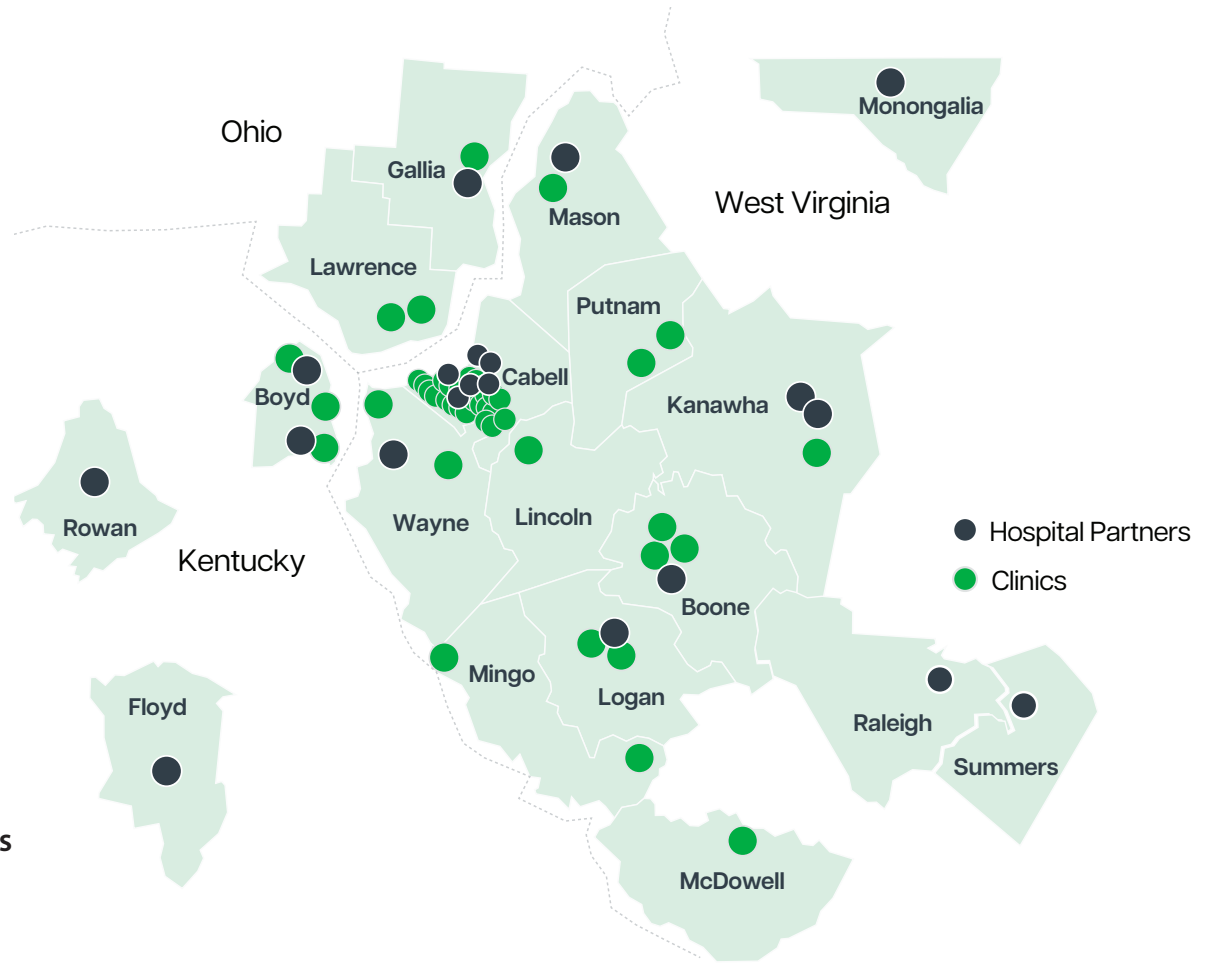 Monongalia
Ohio
Gallia
West Virginia
Mason
Lawrence
Putnam
Cabell
Boyd
Kanawha
Rowan
Wayne
Lincoln
Hospital Partners
Kentucky
Clinics
Boone
Mingo
Logan
Floyd
Raleigh
Summers
s
McDowell